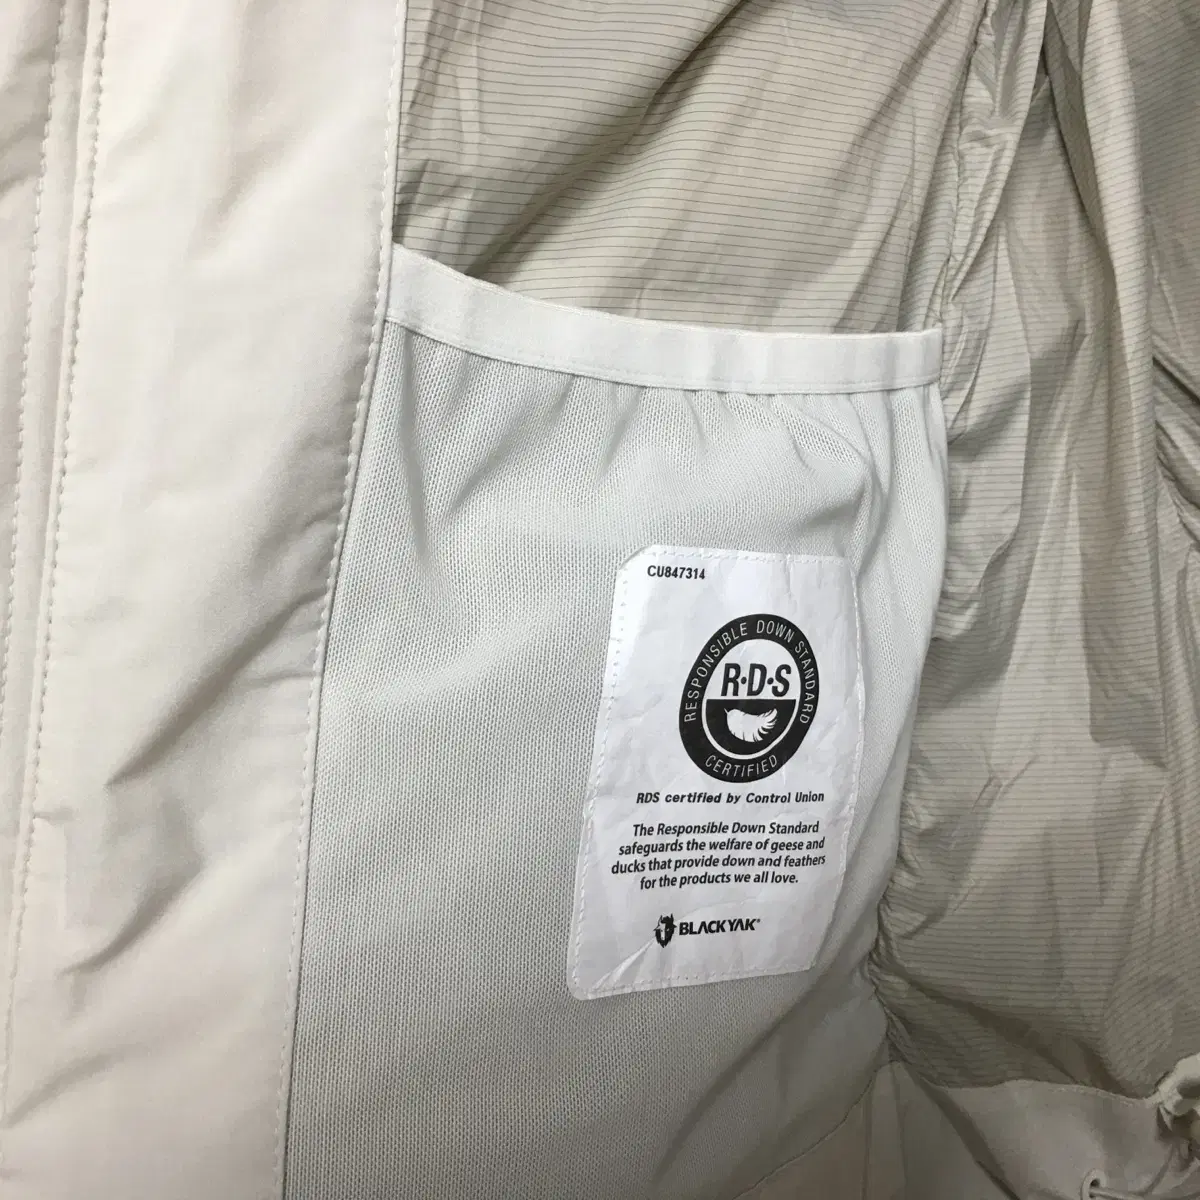 CU847314
RESPONSIBLE DOWN STANDARD
R·D·S
CERTIFIED
RDS certified by Control Union
The Responsible Down Standard
safeguards the welfare of geese and
ducks that provide down and feathers
for the products we all love.
BLACKYAK®